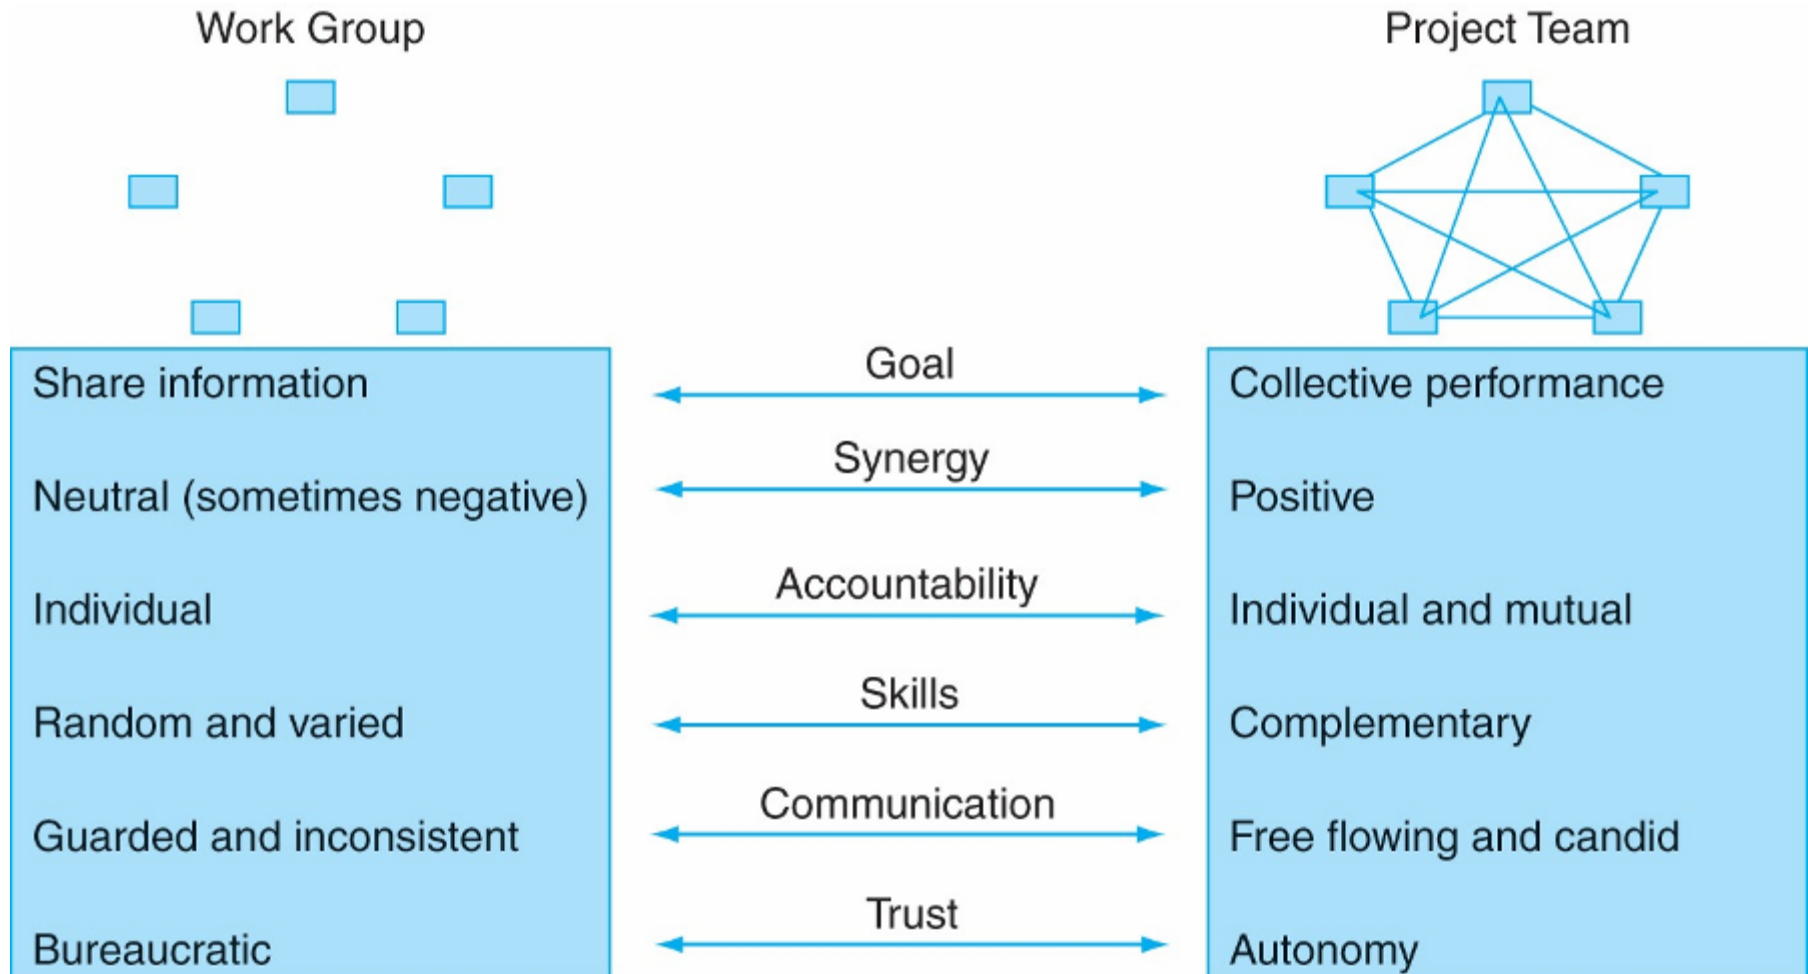 Work Group
Project Team
Share information
Goal
Collective performance
Neutral (sometimes negative)
Synergy
Positive
Individual
Accountability
Individual and mutual
Random and varied
Skills
Complementary
Guarded and inconsistent
Communication
Free flowing and candid
Bureaucratic
Trust
Autonomy